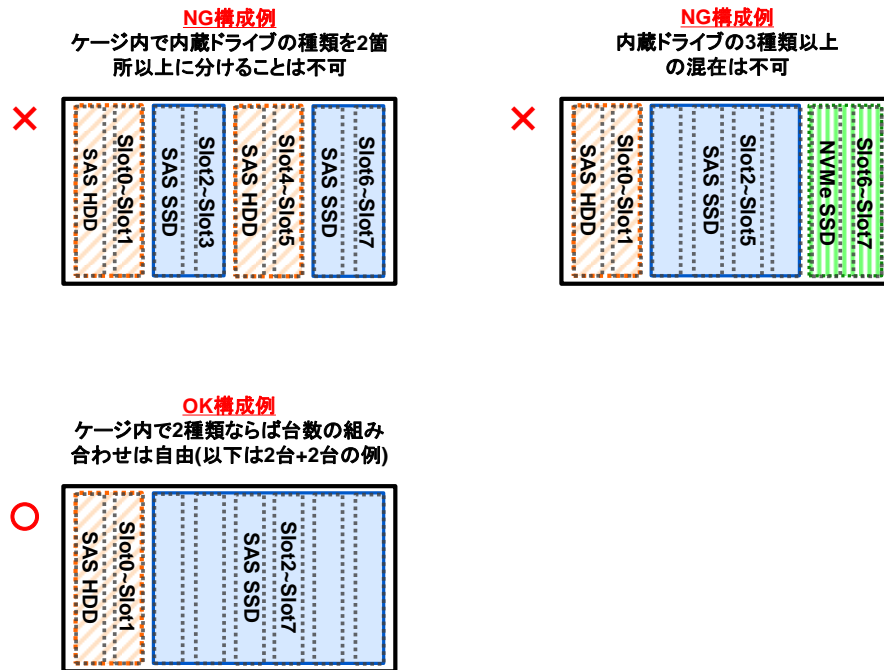 NG構成例
ケージ内で内蔵ドライブの種類を2箇
所以上に分けることは不可
×
Slot0~Slot1
SAS HDD
Slot2~Slot3
SAS SSD
Slot4~Slot5
SAS HDD
Slot6~Slot7
SAS SSD
NG構成例
内蔵ドライブの3種類以上
の混在は不可
×
Slot0~Slot1
SAS HDD
Slot2~Slot5
SAS SSD
Slot6~Slot7
NVMe SSD
OK構成例
ケージ内で2種類ならば台数の組み
合わせは自由(以下は2台+2台の例)
○
Slot0~Slot1
SAS HDD
Slot2~Slot7
SAS SSD